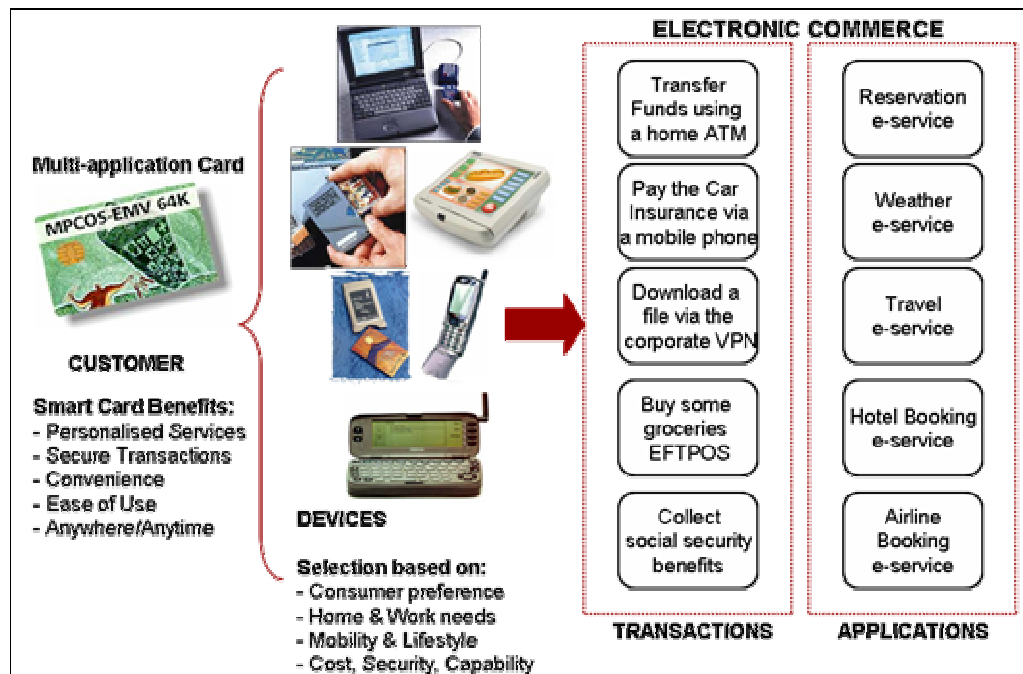 Multi-application Card
MPCOS-EMV 64K
CUSTOMER
Smart Card Benefits:
- Personalised Services
- Secure Transactions
- Convenience
- Ease of Use
- Anywhere/Anytime
DEVICES
Selection based on:
- Consumer preference
- Home & Work needs
- Mobility & Lifestyle
- Cost, Security, Capability
ELECTRONIC COMMERCE
Transfer
Funds using
a home ATM
Pay the Car
Insurance via
a mobile phone
Download a
file via the
corporate VPN
Buy some
groceries
EFTPOS
Collect
social security
benefits
TRANSACTIONS
Reservation
e-service
Weather
e-service
Travel
e-service
Hotel Booking
e-service
Airline
Booking
e-service
APPLICATIONS